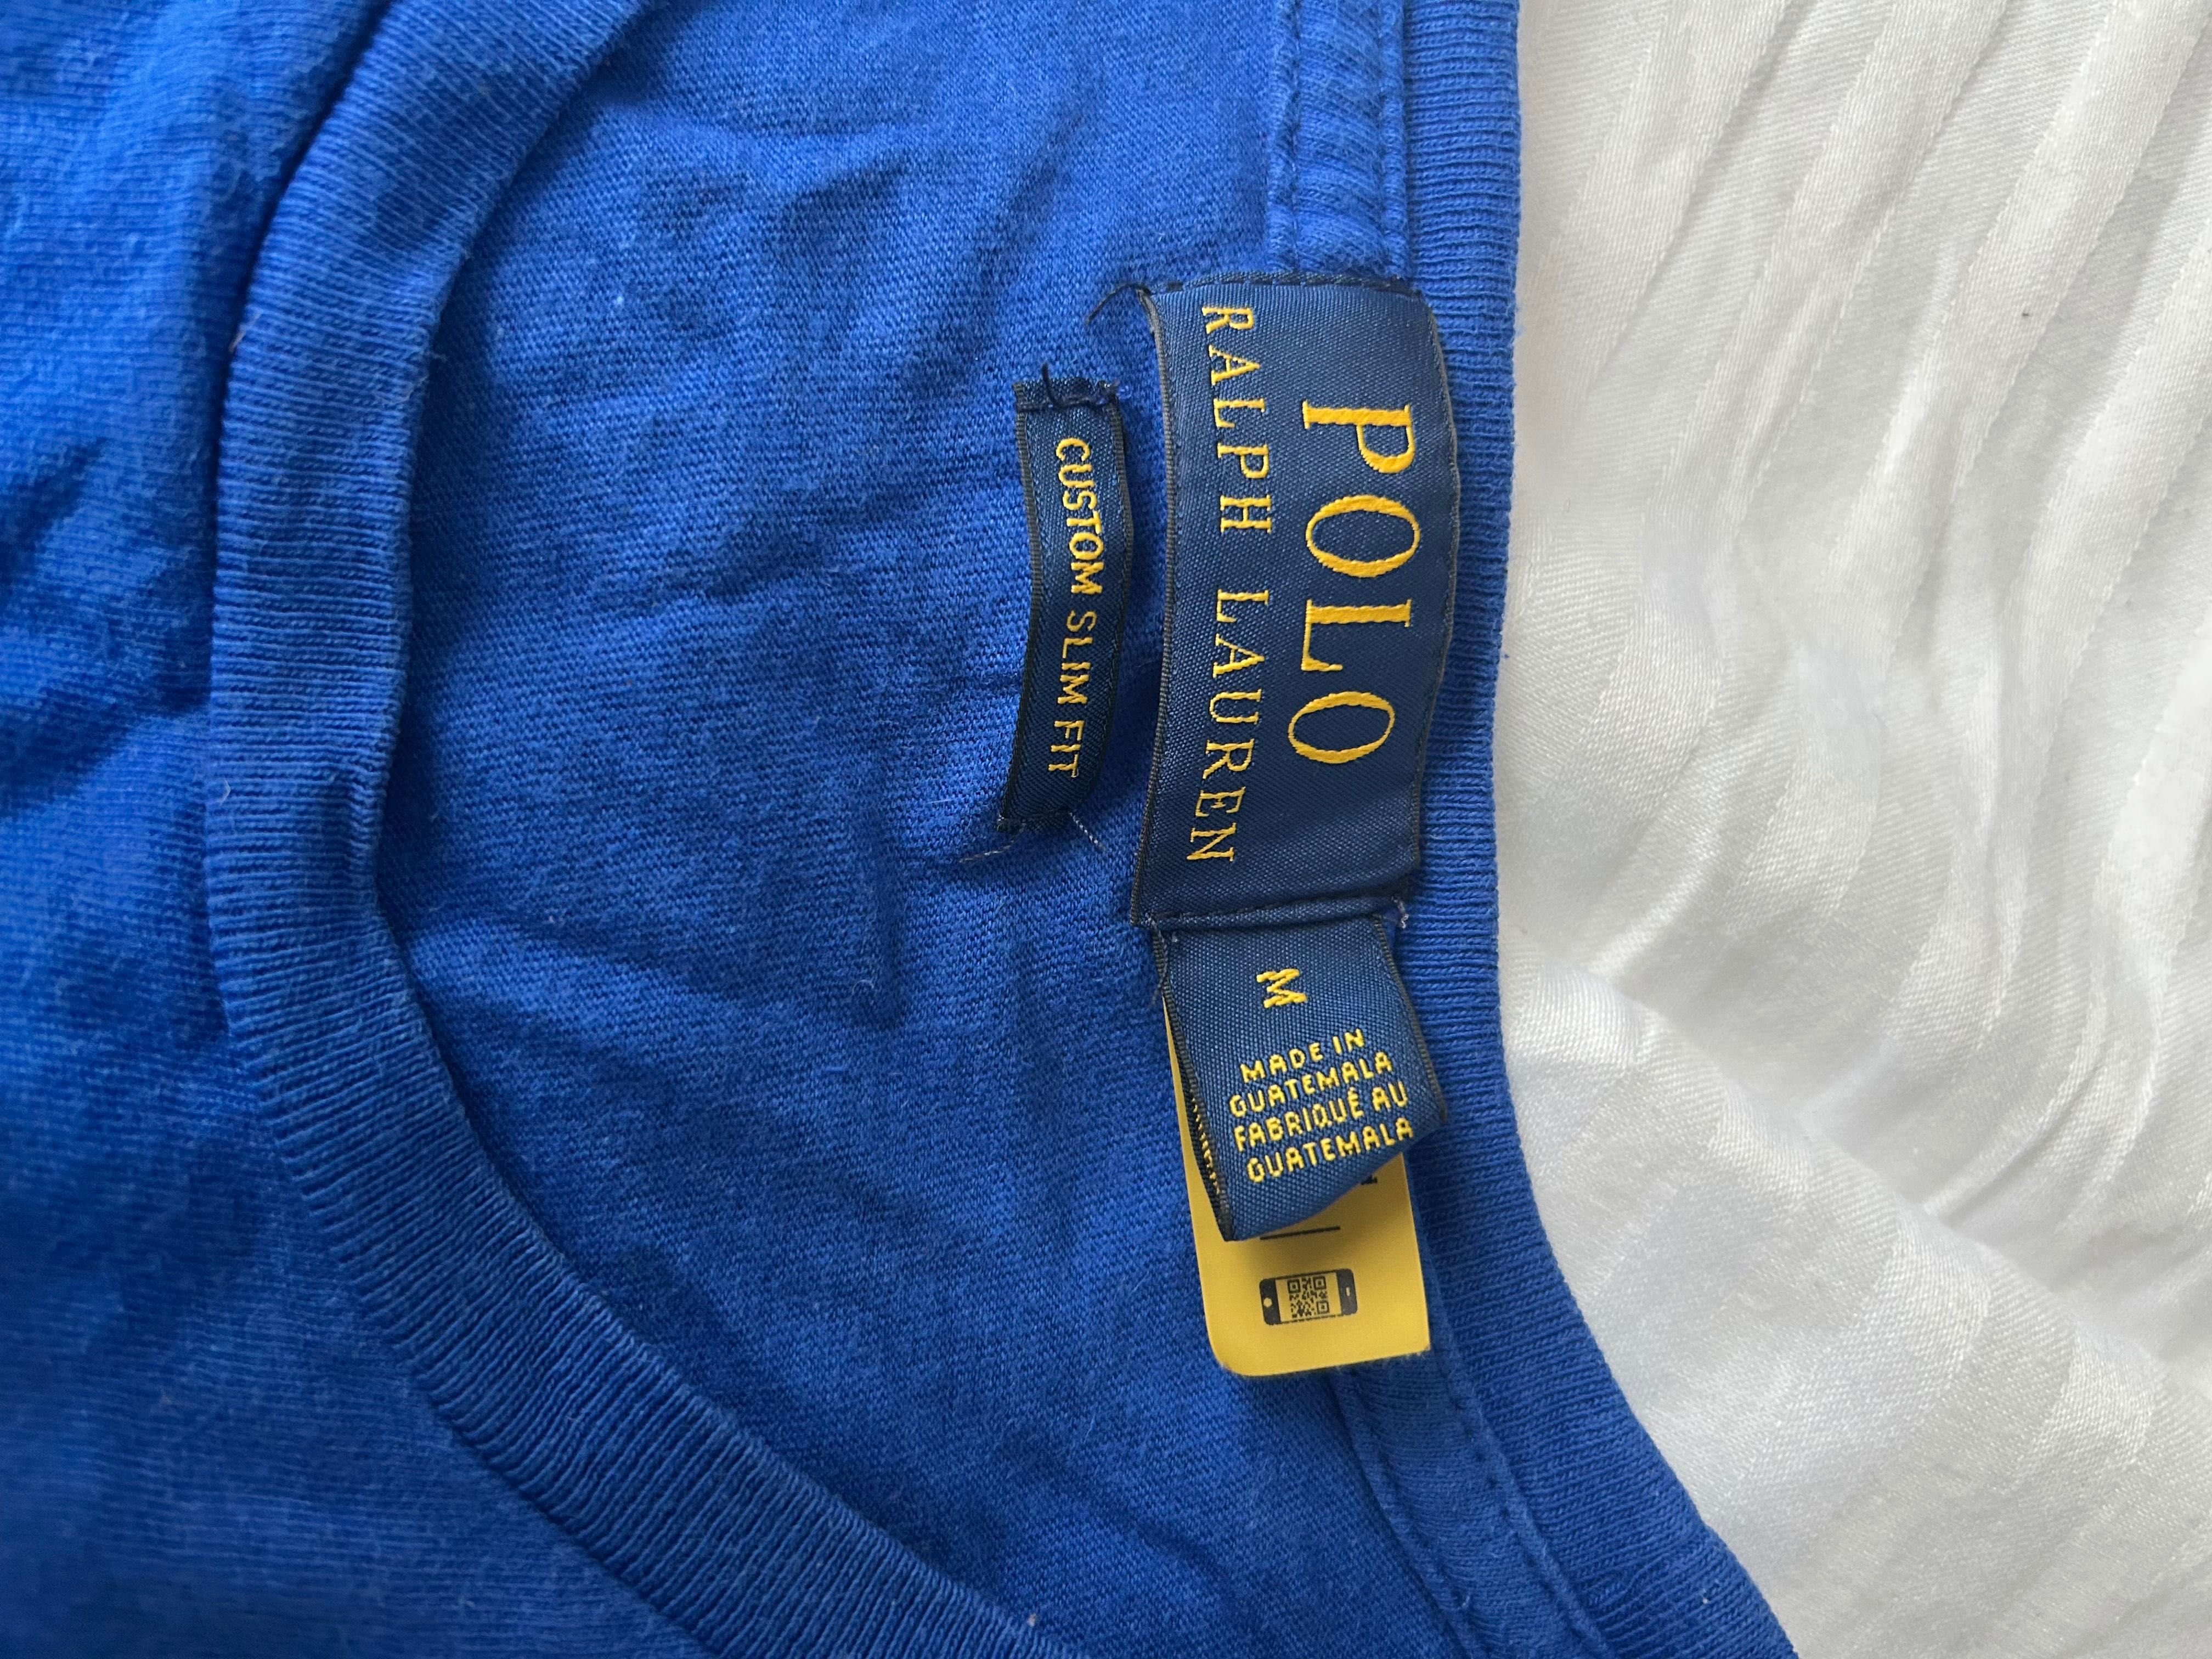 POLO
RALPH LAUREN
CUSTOM SLIM FIT
M
MADE IN
GUATEMALA
FABRIQUÉ AU
GUATEMALA